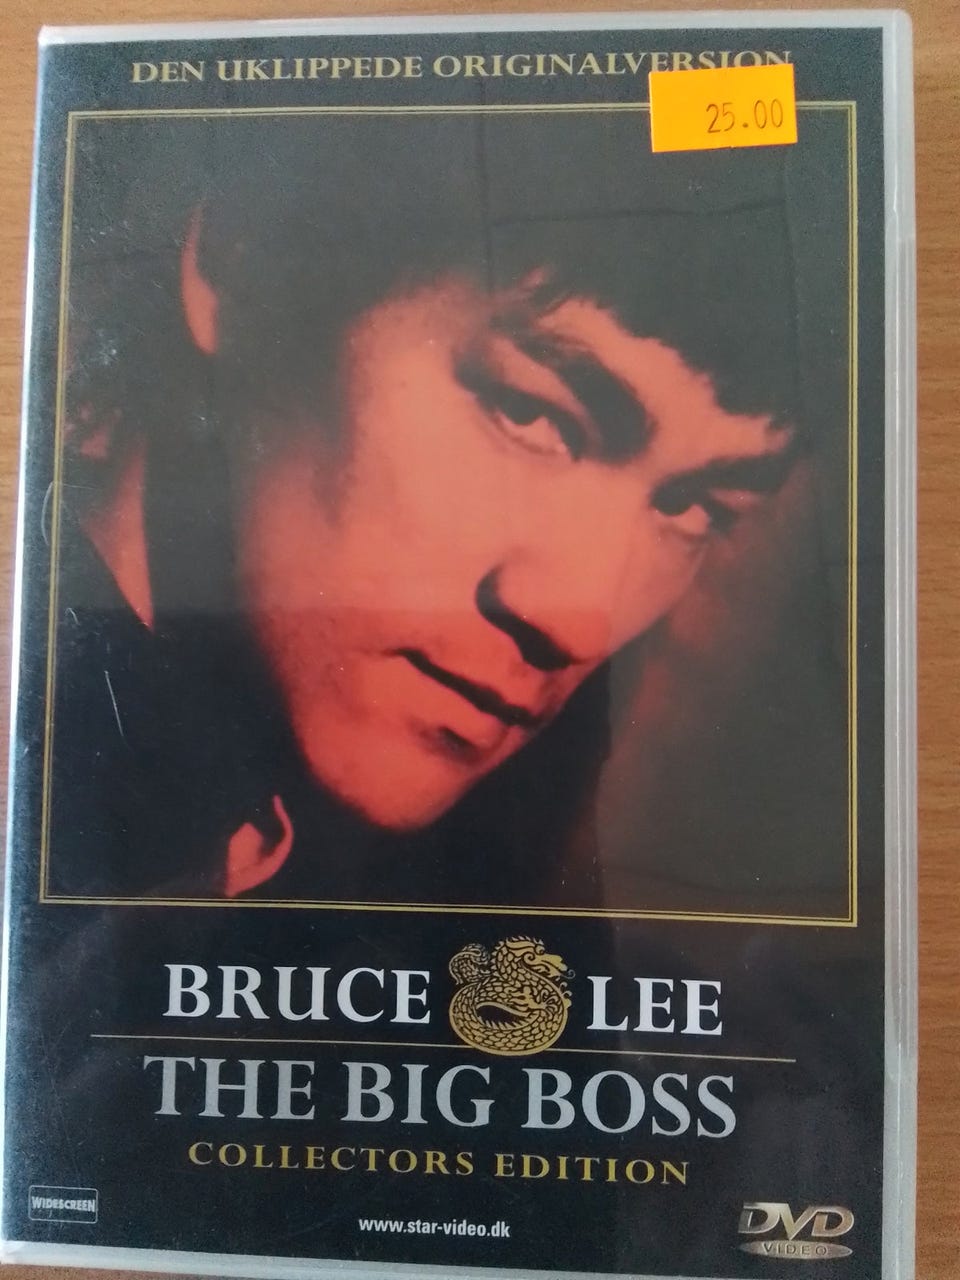 DEN UKLIPPEDE ORIGINALVERSION
25.00
BRUCE LEE
THE BIG BOSS
COLLECTORS EDITION
WIDESCREEN
www.star-video.dk
DVD
VIDEO